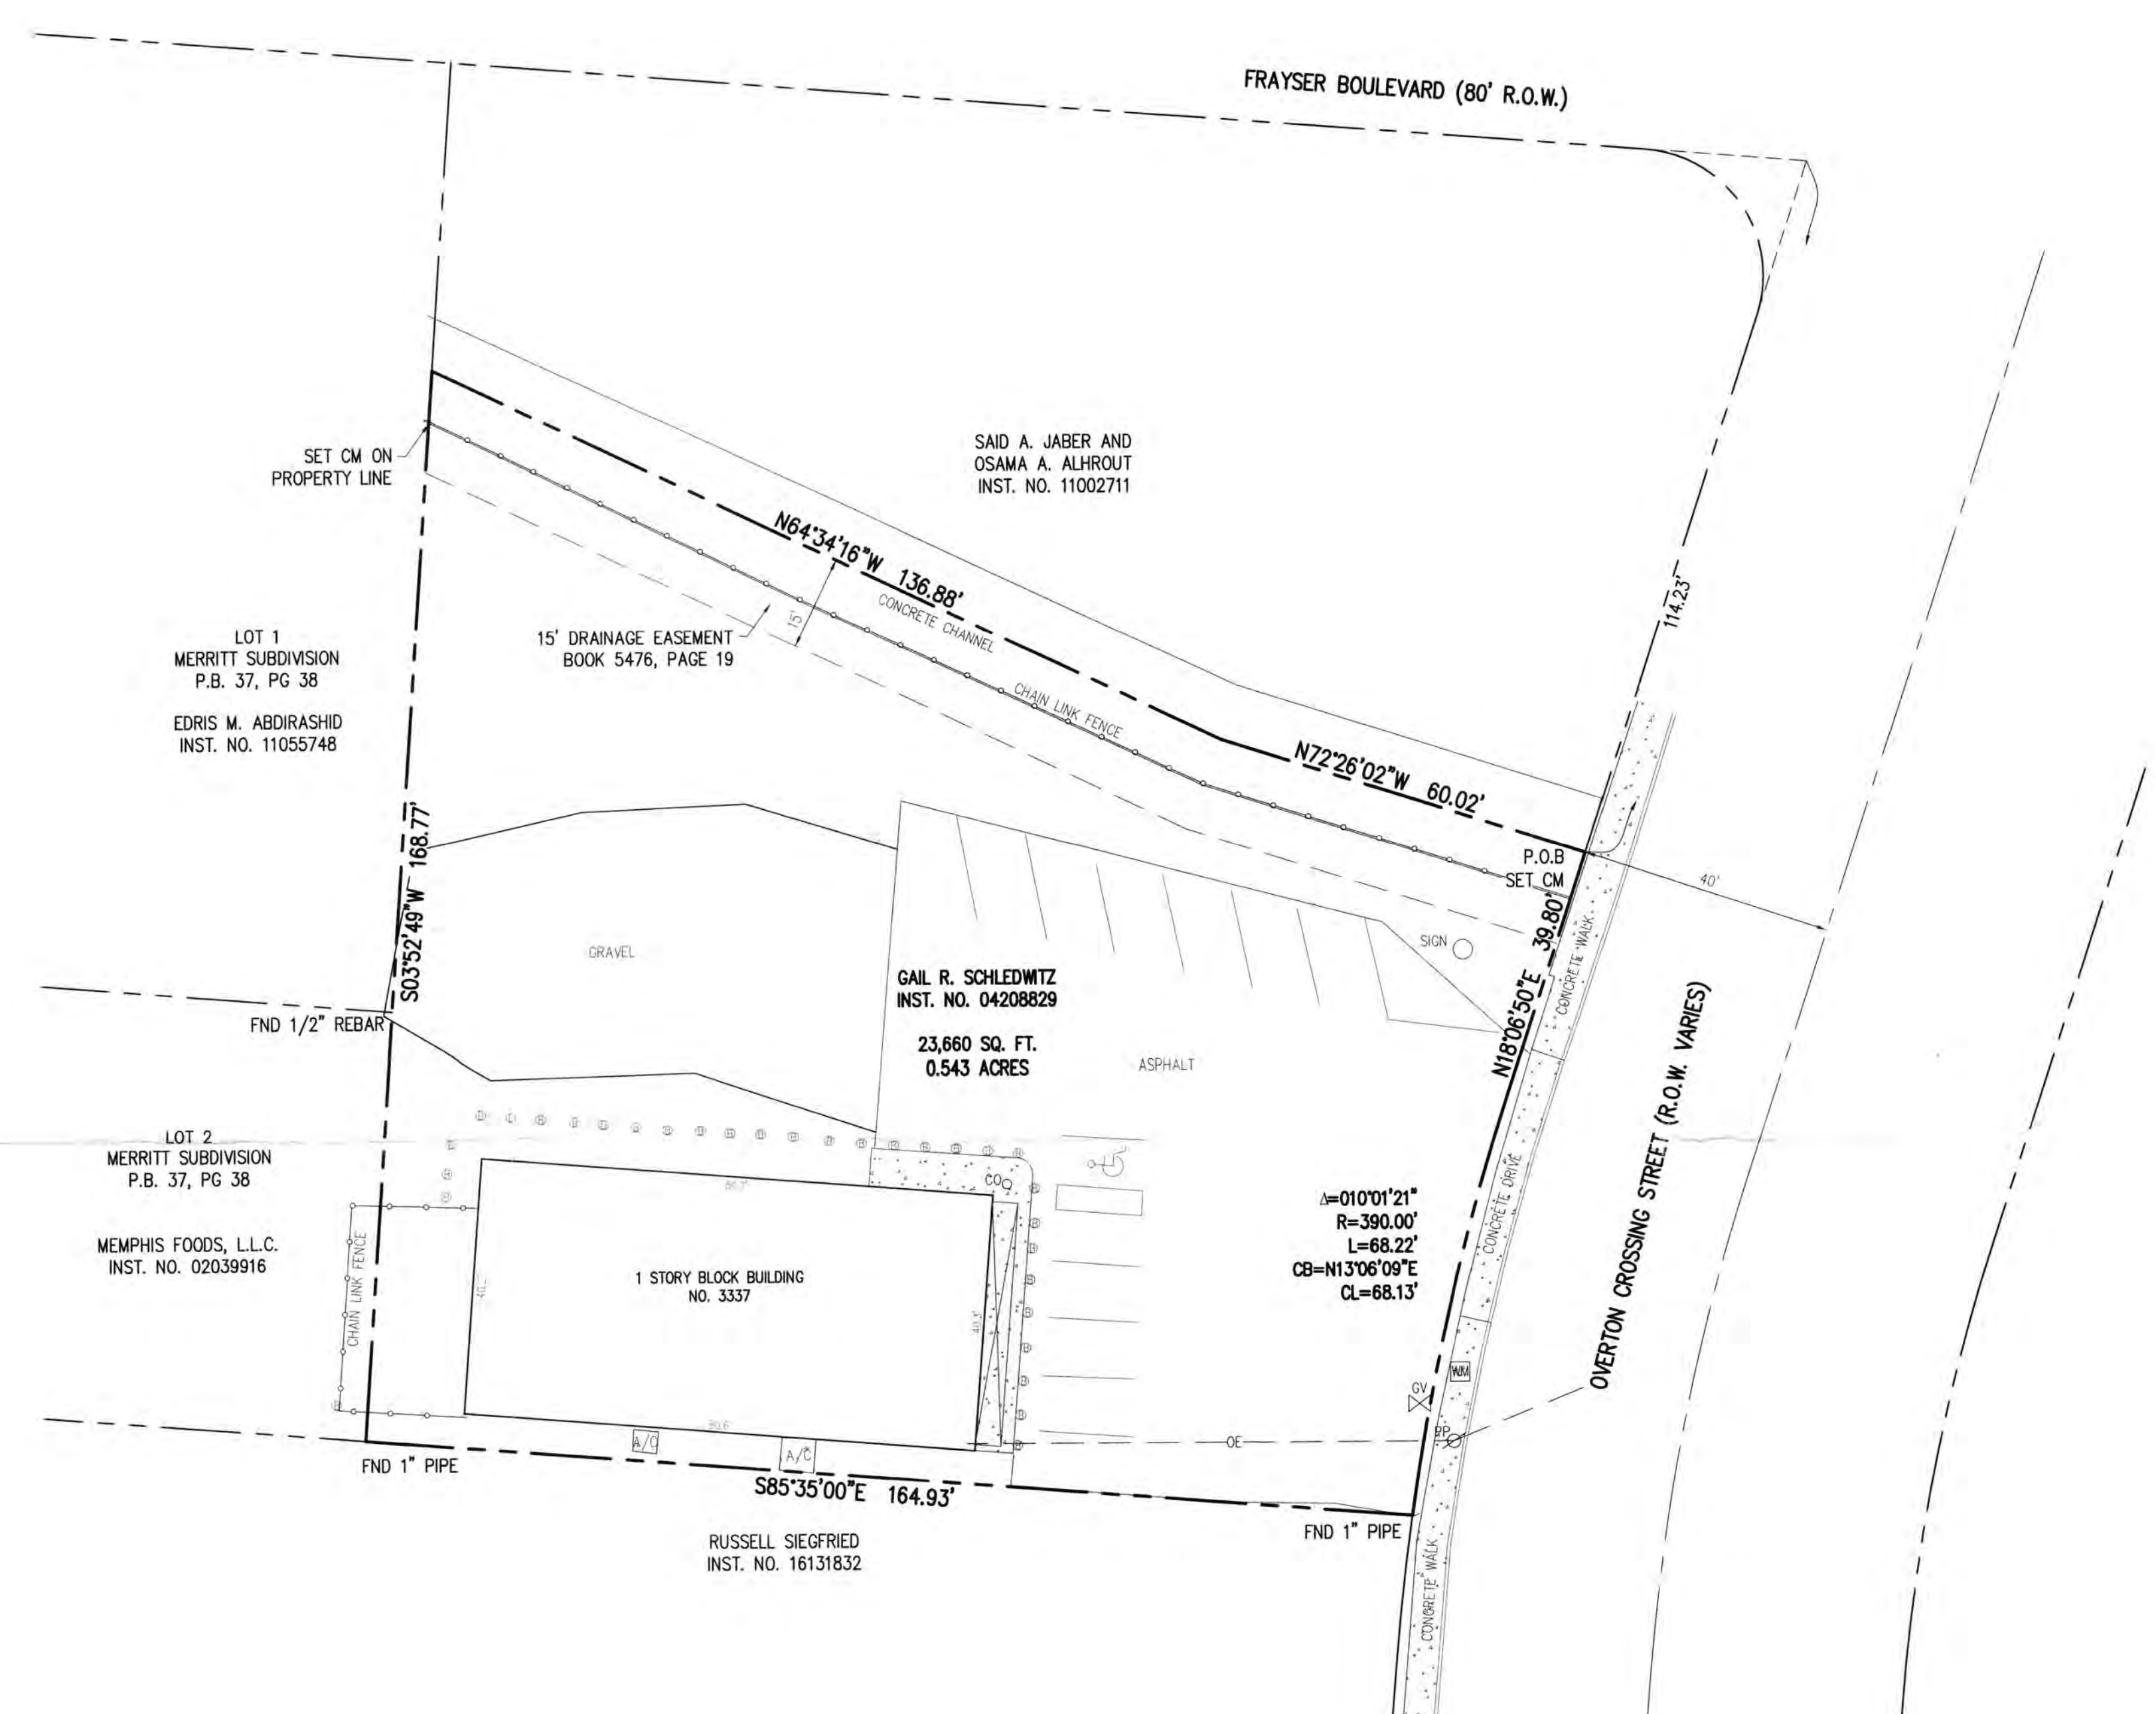 FRAYSER BOULEVARD (80' R.O.W.)
SAID A. JABER AND
OSAMA A. ALHROUT
INST. NO. 11002711
SET CM ON
PROPERTY LINE
N64°34'16"W 136.88'
CONCRETE CHANNEL
15'
15' DRAINAGE EASEMENT
BOOK 5476, PAGE 19
CHAIN LINK FENCE
114.23'
LOT 1
MERRITT SUBDIVISION
P.B. 37, PG 38
EDRIS M. ABDIRASHID
INST. NO. 11055748
N72°26'02"W 60.02'
P.O.B
SET CM
40'
S03°52'49"W 168.77'
N18°06'50"E 39.80'
CONCRETE WALK
SIGN
GRAVEL
GAIL R. SCHLEDWITZ
INST. NO. 04208829
23,660 SQ. FT.
0.543 ACRES
ASPHALT
FND 1/2" REBAR
OVERTON CROSSING STREET (R.O.W. VARIES)
LOT 2
MERRITT SUBDIVISION
P.B. 37, PG 38
MEMPHIS FOODS, L.L.C.
INST. NO. 02039916
CHAIN LINK FENCE
CO
CONCRETE DRIVE
Δ=010°01'21"
R=390.00'
L=68.22'
CB=N13°06'09"E
CL=68.13'
1 STORY BLOCK BUILDING
NO. 3337
WM
GV
PP
OE
A/C
A/C
FND 1" PIPE
S85°35'00"E 164.93'
FND 1" PIPE
RUSSELL SIEGFRIED
INST. NO. 16131832
CONCRETE WALK